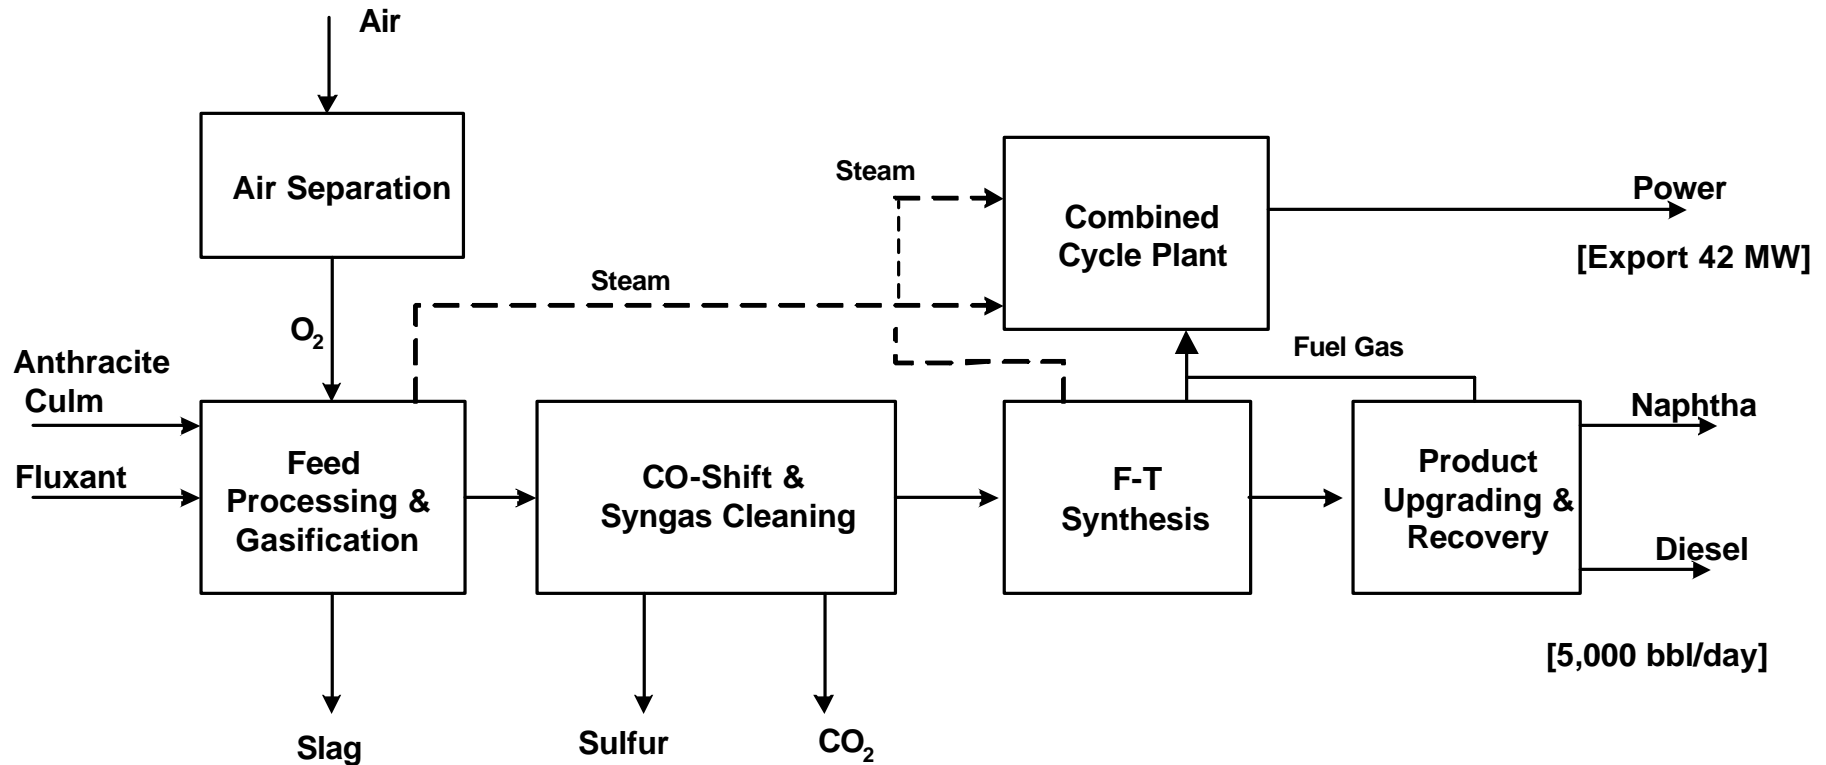 Air
Air Separation
Steam
Combined
Cycle Plant
Power
[Export 42 MW]
Steam
O2
Fuel Gas
Anthracite
Culm
Fluxant
Feed
Processing &
Gasification
CO-Shift &
Syngas Cleaning
F-T
Synthesis
Product
Upgrading &
Recovery
Naphtha
Diesel
[5,000 bbl/day]
Slag
Sulfur
CO2